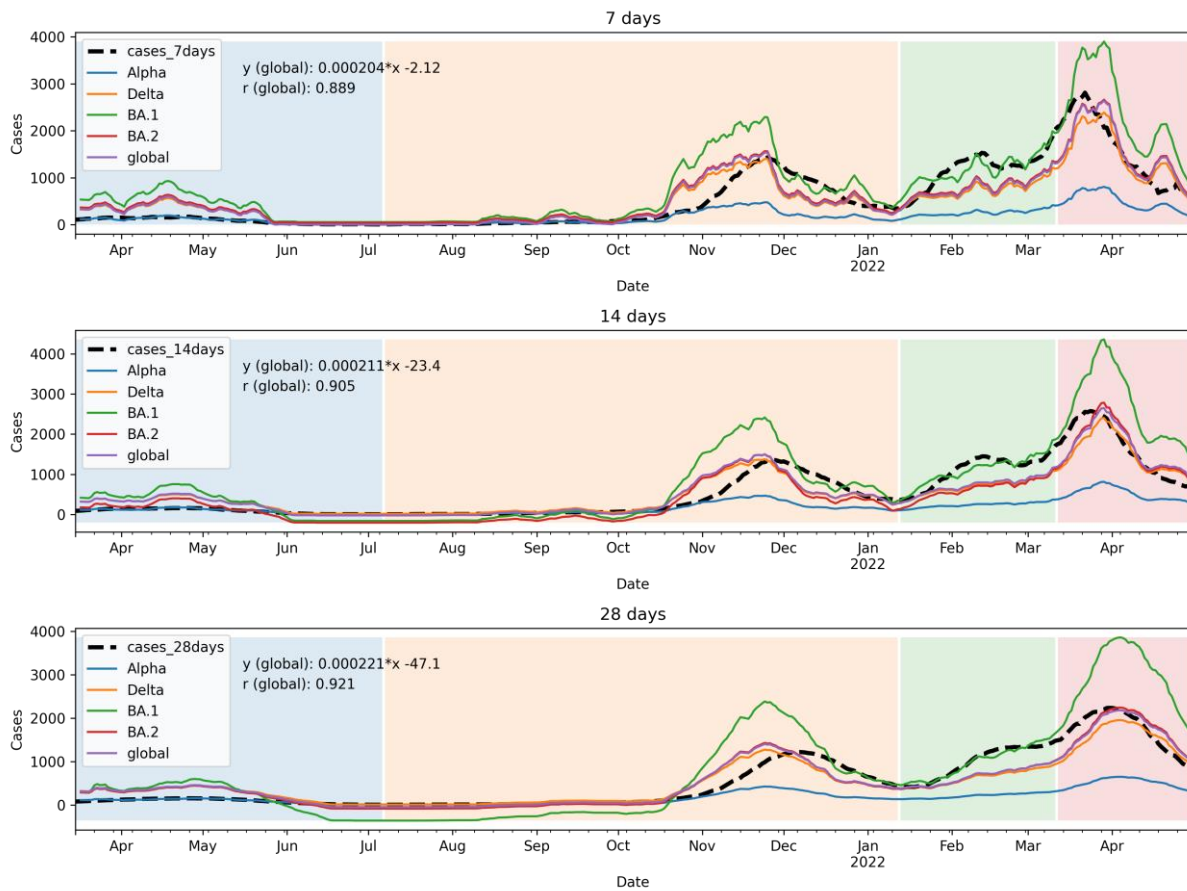 7 days
4000
3000
2000
1000
0
Cases
cases_7days
Alpha
Delta
BA.1
BA.2
global
y (global): 0.000204*x -2.12
r (global): 0.889
Apr May Jun Jul Aug Sep Oct Nov Dec Jan Feb Mar Apr
2022
Date
14 days
4000
3000
2000
1000
0
Cases
cases_14days
Alpha
Delta
BA.1
BA.2
global
y (global): 0.000211*x -23.4
r (global): 0.905
Apr May Jun Jul Aug Sep Oct Nov Dec Jan Feb Mar Apr
2022
Date
28 days
4000
3000
2000
1000
0
Cases
cases_28days
Alpha
Delta
BA.1
BA.2
global
y (global): 0.000221*x -47.1
r (global): 0.921
Apr May Jun Jul Aug Sep Oct Nov Dec Jan Feb Mar Apr
2022
Date